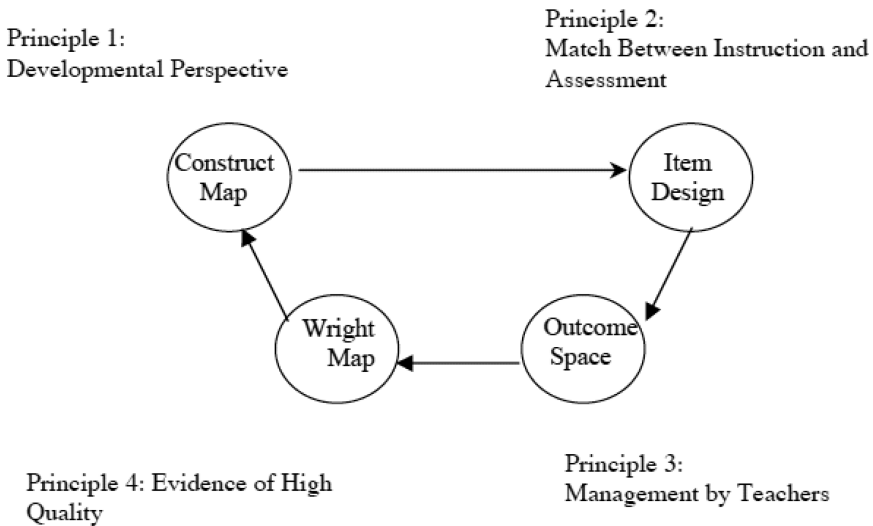 Principle 1:
Developmental Perspective
Principle 2:
Match Between Instruction and
Assessment
Construct
Map
Item
Design
Wright
Map
Outcome
Space
Principle 4: Evidence of High
Quality
Principle 3:
Management by Teachers